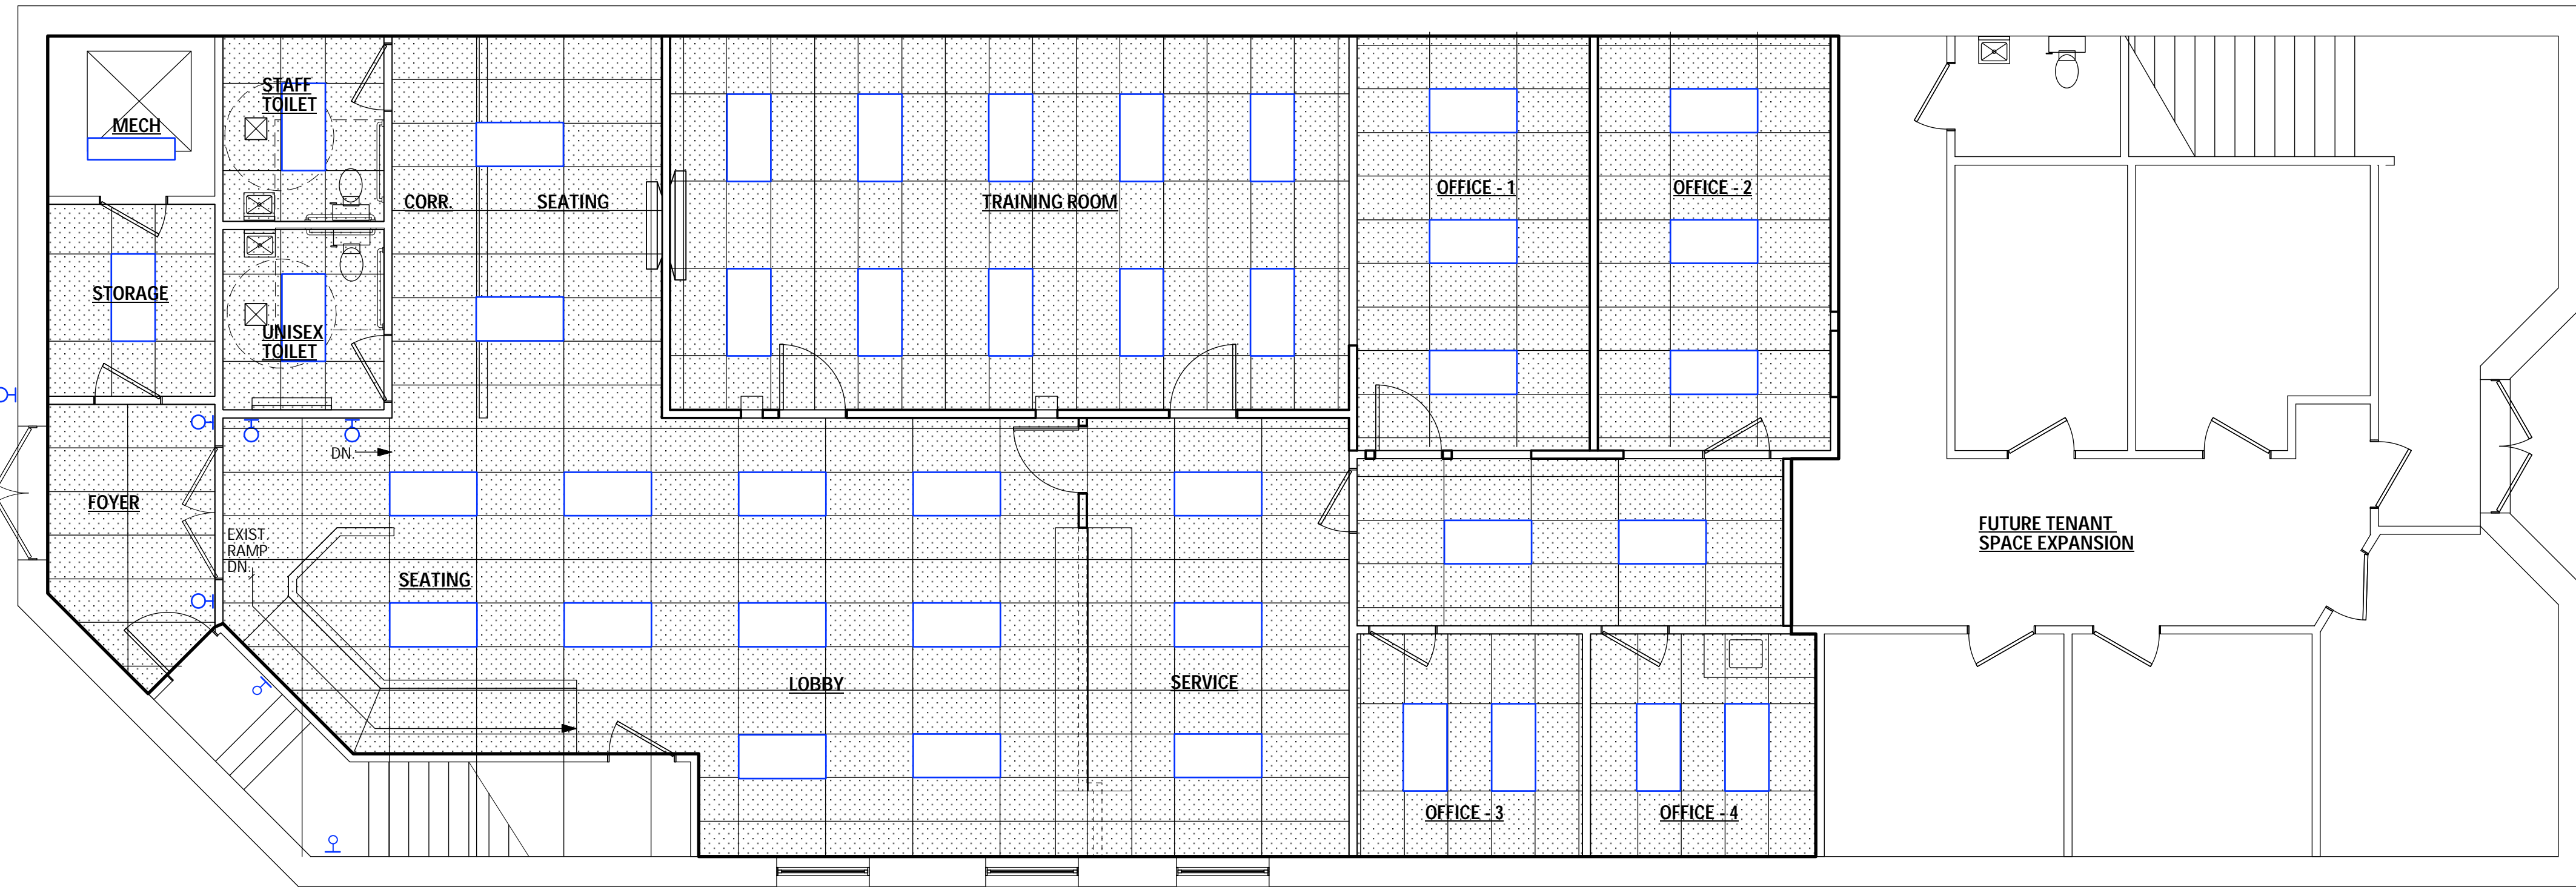 STAFF
TOILET
MECH
CORR.
SEATING
TRAINING ROOM
OFFICE - 1
OFFICE - 2
STORAGE
UNISEX
TOILET
DN.
FOYER
EXIST.
RAMP
DN.
SEATING
LOBBY
SERVICE
FUTURE TENANT
SPACE EXPANSION
OFFICE - 3
OFFICE - 4